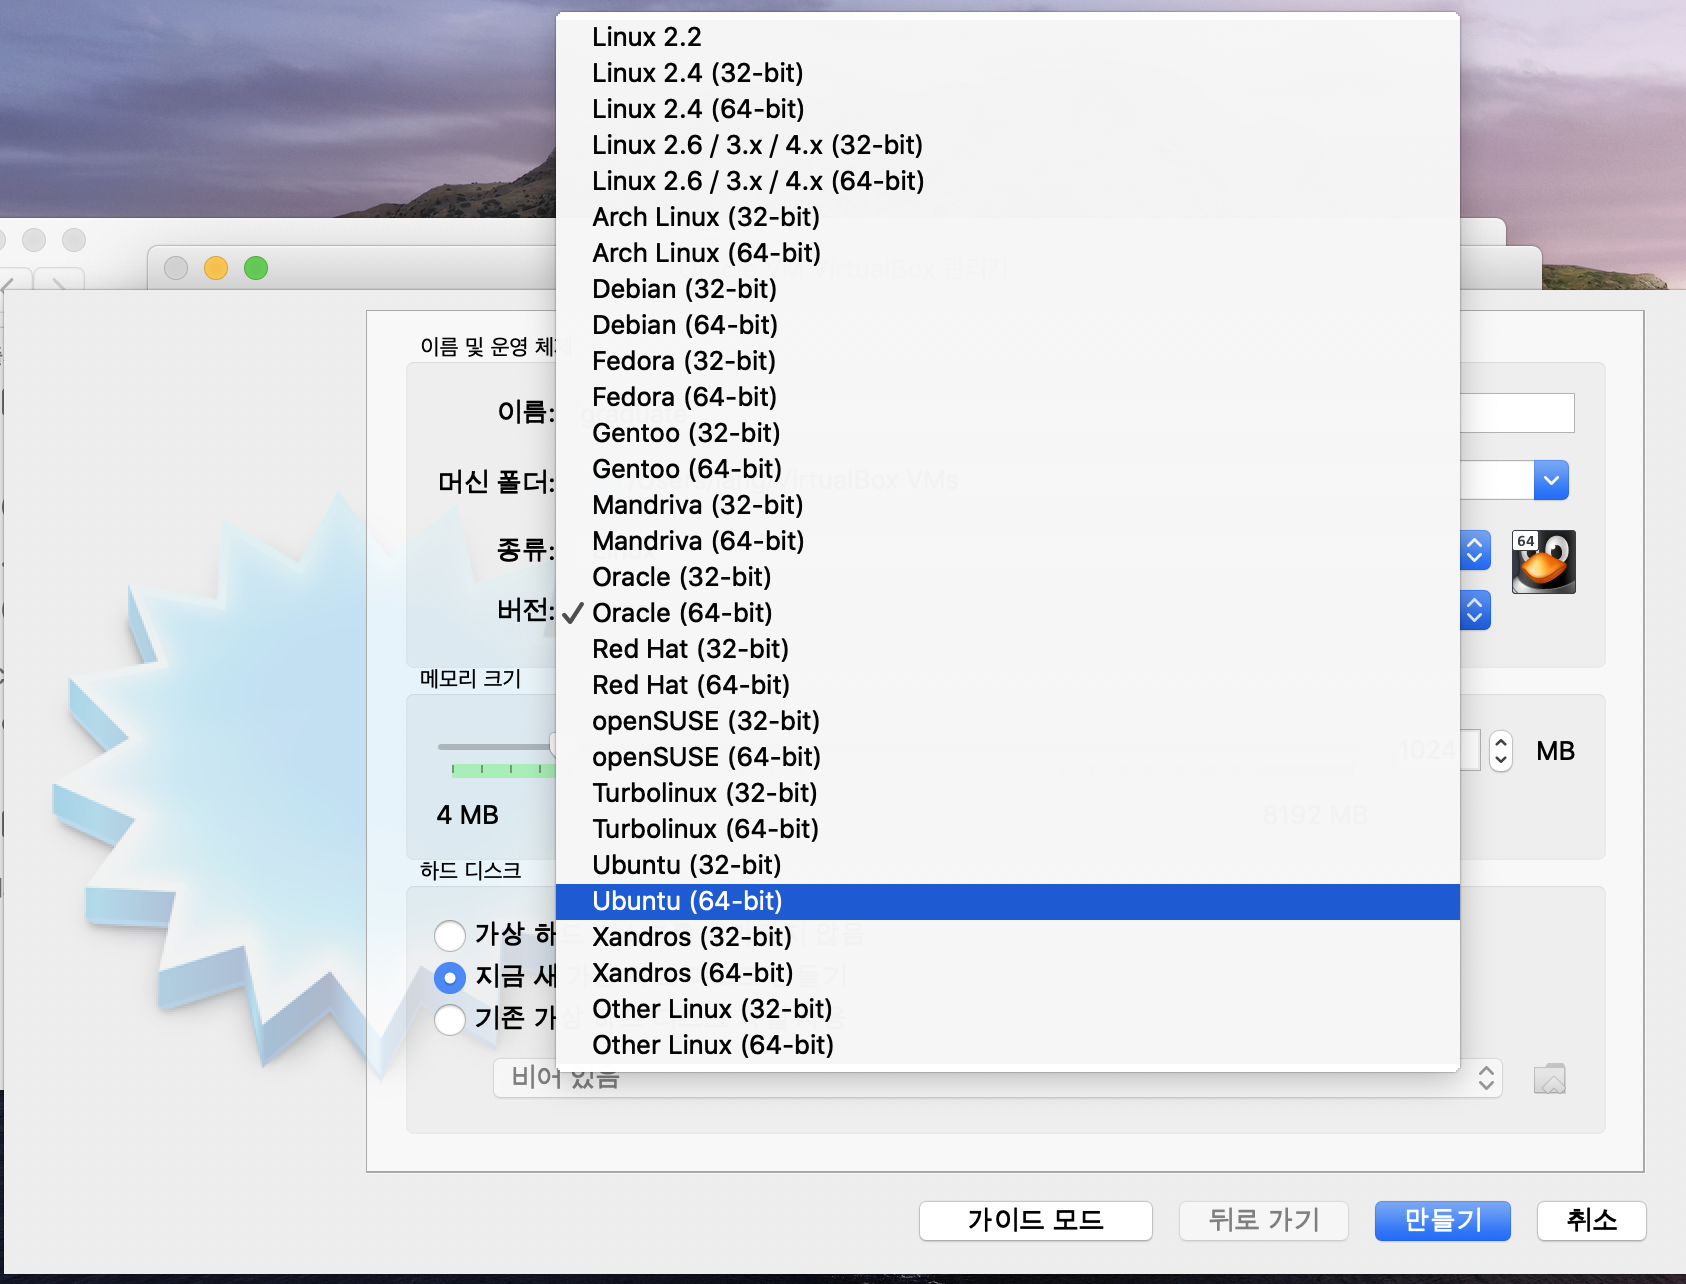 Linux 2.2
Linux 2.4 (32-bit)
Linux 2.4 (64-bit)
Linux 2.6 / 3.x / 4.x (32-bit)
Linux 2.6 / 3.x / 4.x (64-bit)
Arch Linux (32-bit)
Arch Linux (64-bit)
Debian (32-bit)
Debian (64-bit)
Fedora (32-bit)
Fedora (64-bit)
Gentoo (32-bit)
Gentoo (64-bit)
Mandriva (32-bit)
Mandriva (64-bit)
Oracle (32-bit)
✓ Oracle (64-bit)
Red Hat (32-bit)
Red Hat (64-bit)
openSUSE (32-bit)
openSUSE (64-bit)
Turbolinux (32-bit)
Turbolinux (64-bit)
Ubuntu (32-bit)
Ubuntu (64-bit)
Xandros (32-bit)
Xandros (64-bit)
Other Linux (32-bit)
Other Linux (64-bit)
이름 및 운영 체제
이름: graduate
머신 폴더: VirtualBox VMs
종류:
64
버전:
메모리 크기
1024 MB
4 MB
8192 MB
하드 디스크
가상 하드
지금 새
기존 가상
비어 있음
가이드 모드
뒤로 가기
만들기
취소